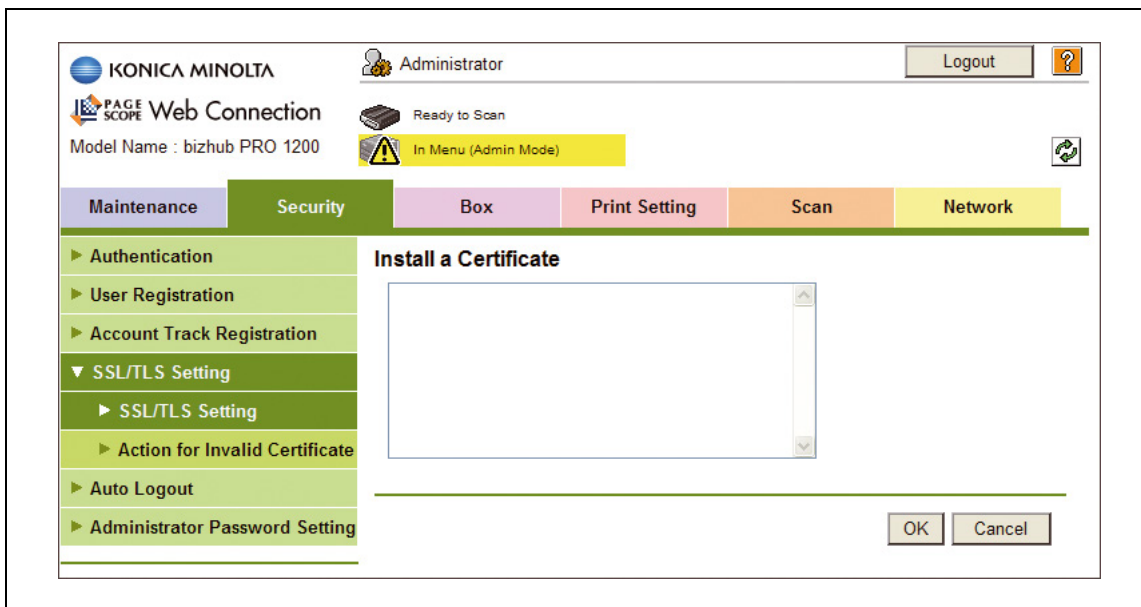 KONICA MINOLTA
Administrator
Logout
?
PAGE SCOPE Web Connection
Ready to Scan
Model Name : bizhub PRO 1200
In Menu (Admin Mode)
Maintenance
Security
Box
Print Setting
Scan
Network
Authentication
User Registration
Account Track Registration
SSL/TLS Setting
SSL/TLS Setting
Action for Invalid Certificate
Auto Logout
Administrator Password Setting
Install a Certificate
OK
Cancel